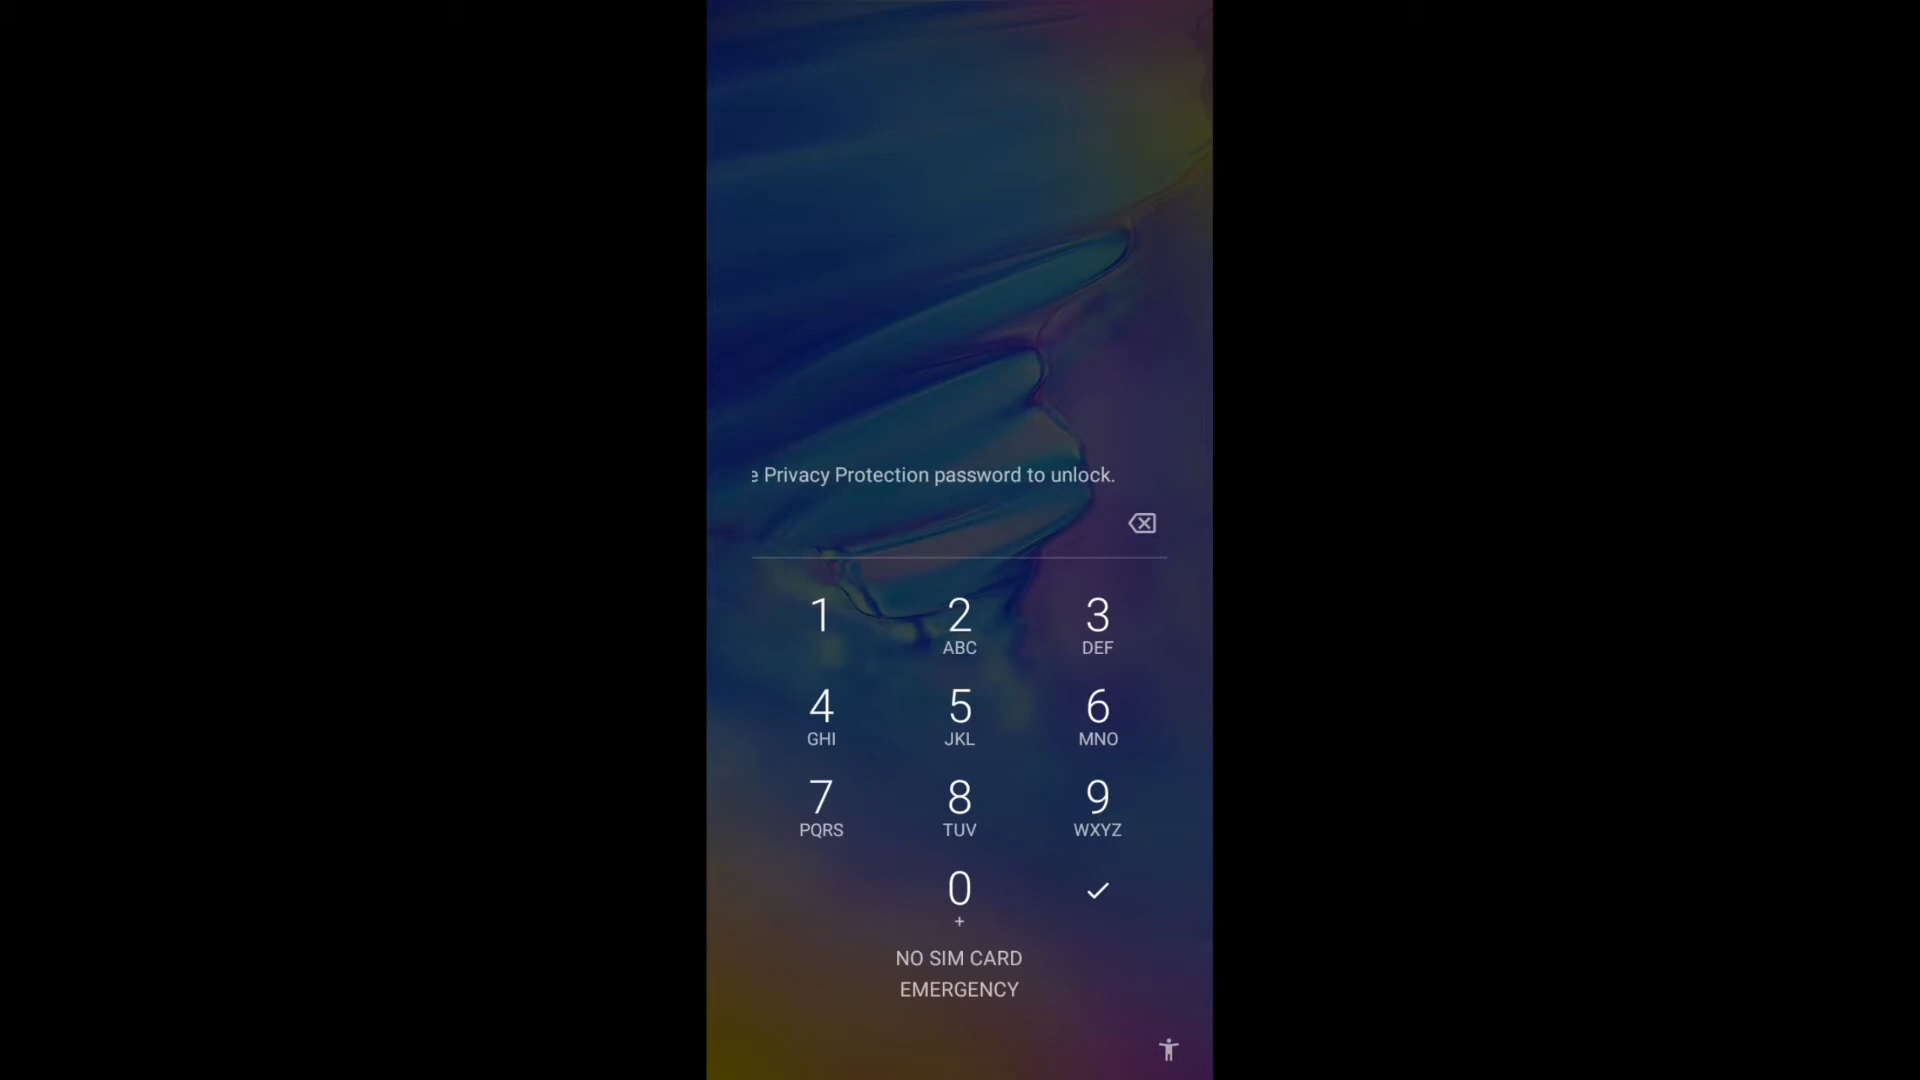 e Privacy Protection password to unlock.
1 2 3
ABC DEF
4 5 6
GHI JKL MNO
7 8 9
PQRS TUV WXYZ
0
+
NO SIM CARD
EMERGENCY